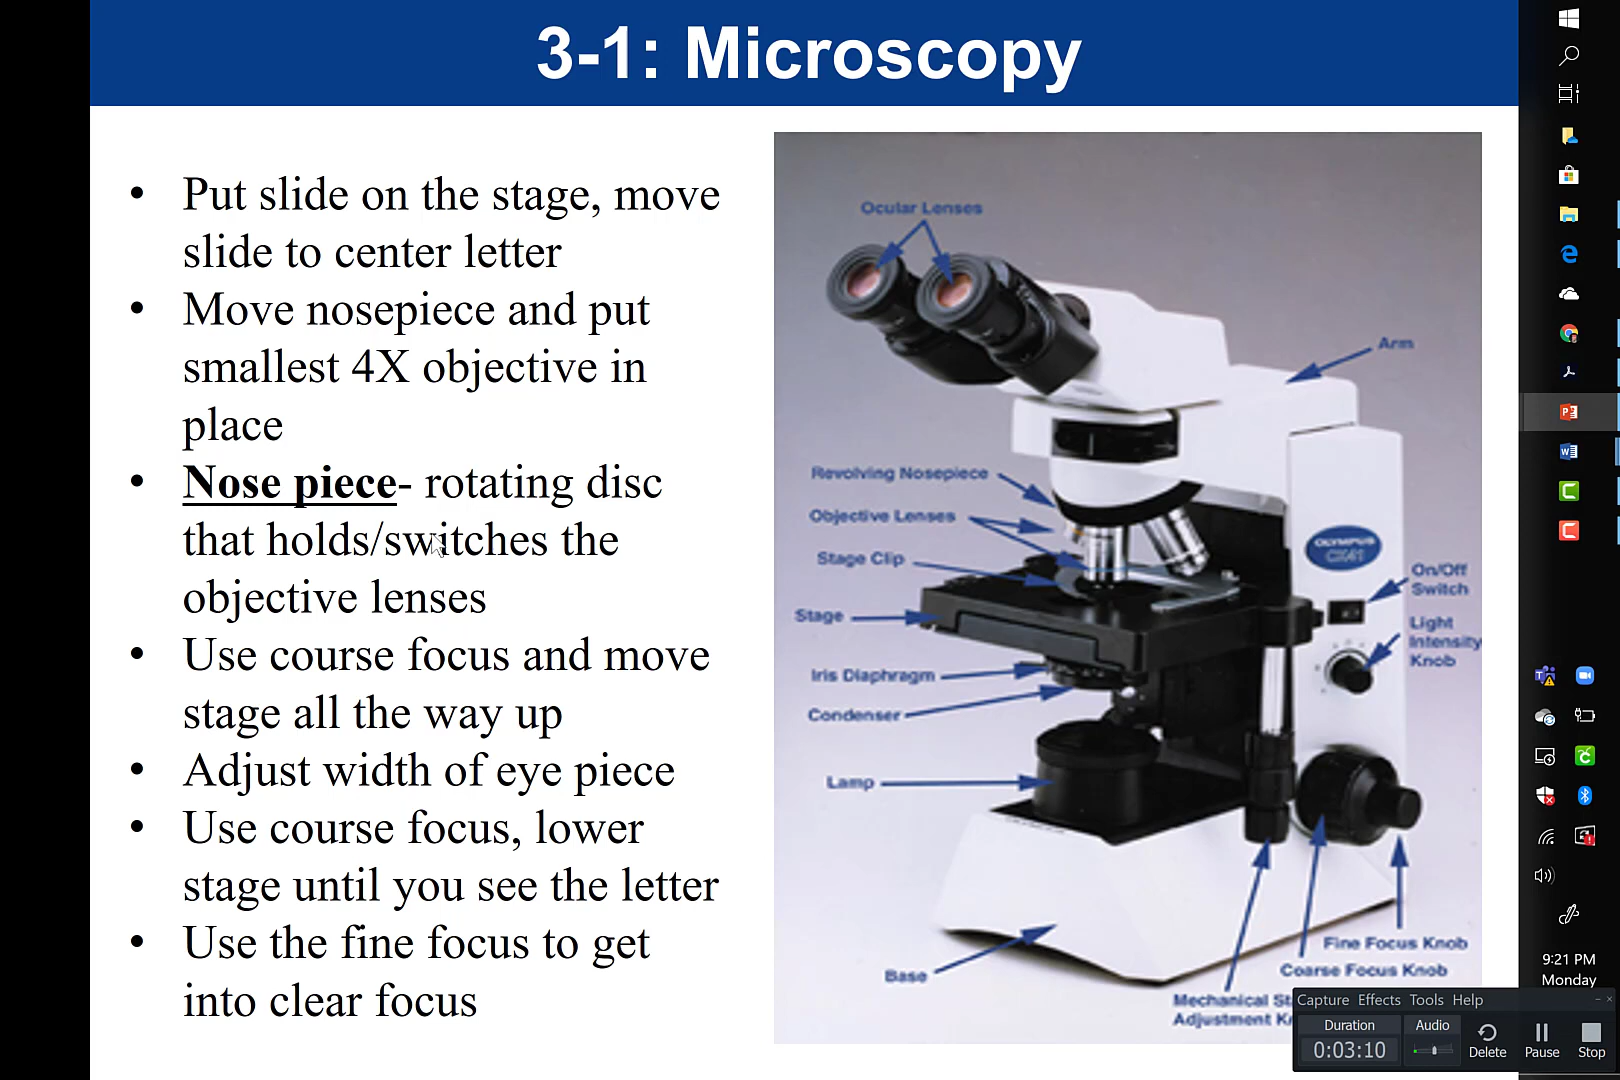 3-1: Microscopy
• Put slide on the stage, move
slide to center letter
• Move nosepiece and put
smallest 4X objective in
place
• Nose piece- rotating disc
that holds/switches the
objective lenses
• Use course focus and move
stage all the way up
• Adjust width of eye piece
• Use course focus, lower
stage until you see the letter
• Use the fine focus to get
into clear focus
Ocular Lenses
Arm
Revolving Nosepiece
Objective Lenses
Stage Clip
Stage
Iris Diaphragm
Condenser
Lamp
Base
OLYMPUS
CX41
On/Off
Switch
Light
Intensity
Knob
Fine Focus Knob
Coarse Focus Knob
Mechanical
Adjustment
9:21 PM
Monday
Capture Effects Tools Help
Duration
0:03:10
Audio
Delete
Pause
Stop